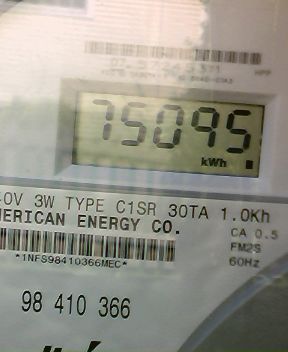 75095
kWh
OV 3W TYPE C1SR 30TA 1.0Kh
MERICAN ENERGY CO.
CA 0.5
FM2S
60Hz
*1NFS98410366MEC*
98 410 366